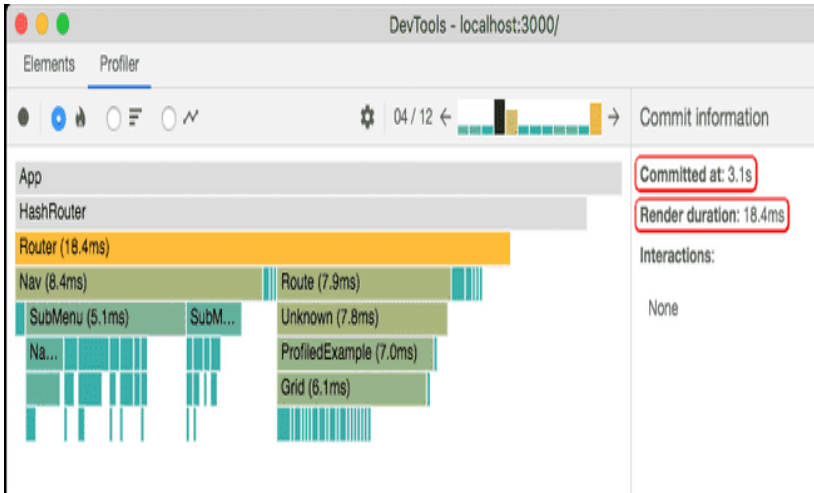 DevTools - localhost:3000/
Elements Profiler
04 / 12
Commit information
App
Committed at: 3.1s
HashRouter
Render duration: 18.4ms
Router (18.4ms)
Interactions:
Nav (8.4ms) Route (7.9ms)
None
SubMenu (5.1ms) SubM... Unknown (7.8ms)
Na... ProfiledExample (7.0ms)
Grid (6.1ms)